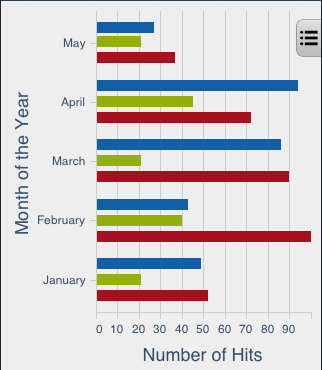 Month of the Year
May
April
March
February
January
0 10 20 30 40 50 60 70 80 90
Number of Hits